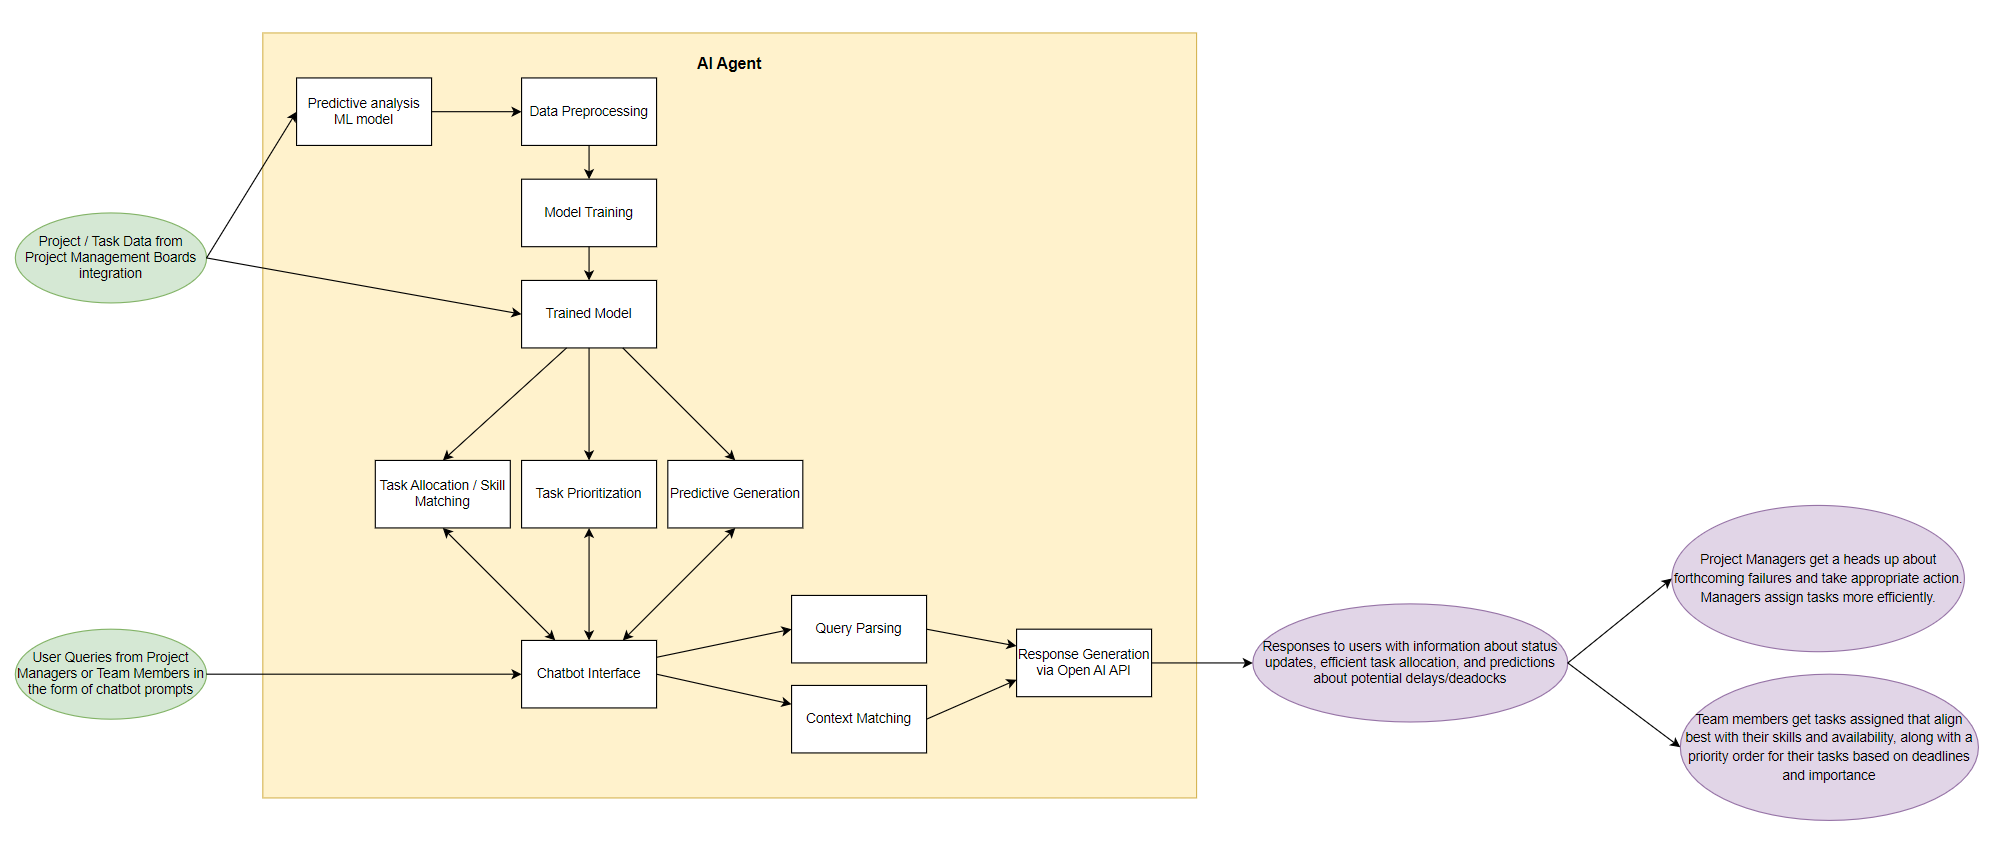 AI Agent
Predictive analysis
ML model
Data Preprocessing
Model Training
Project / Task Data from
Project Management Boards
integration
Trained Model
Task Allocation / Skill
Matching
Task Prioritization
Predictive Generation
User Queries from Project
Managers or Team Members in
the form of chatbot prompts
Chatbot Interface
Query Parsing
Context Matching
Response Generation
via Open AI API
Responses to users with information about status
updates, efficient task allocation, and predictions
about potential delays/deadocks
Project Managers get a heads up about
forthcoming failures and take appropriate action.
Managers assign tasks more efficiently.
Team members get tasks assigned that align
best with their skills and availability, along with a
priority order for their tasks based on deadlines
and importance